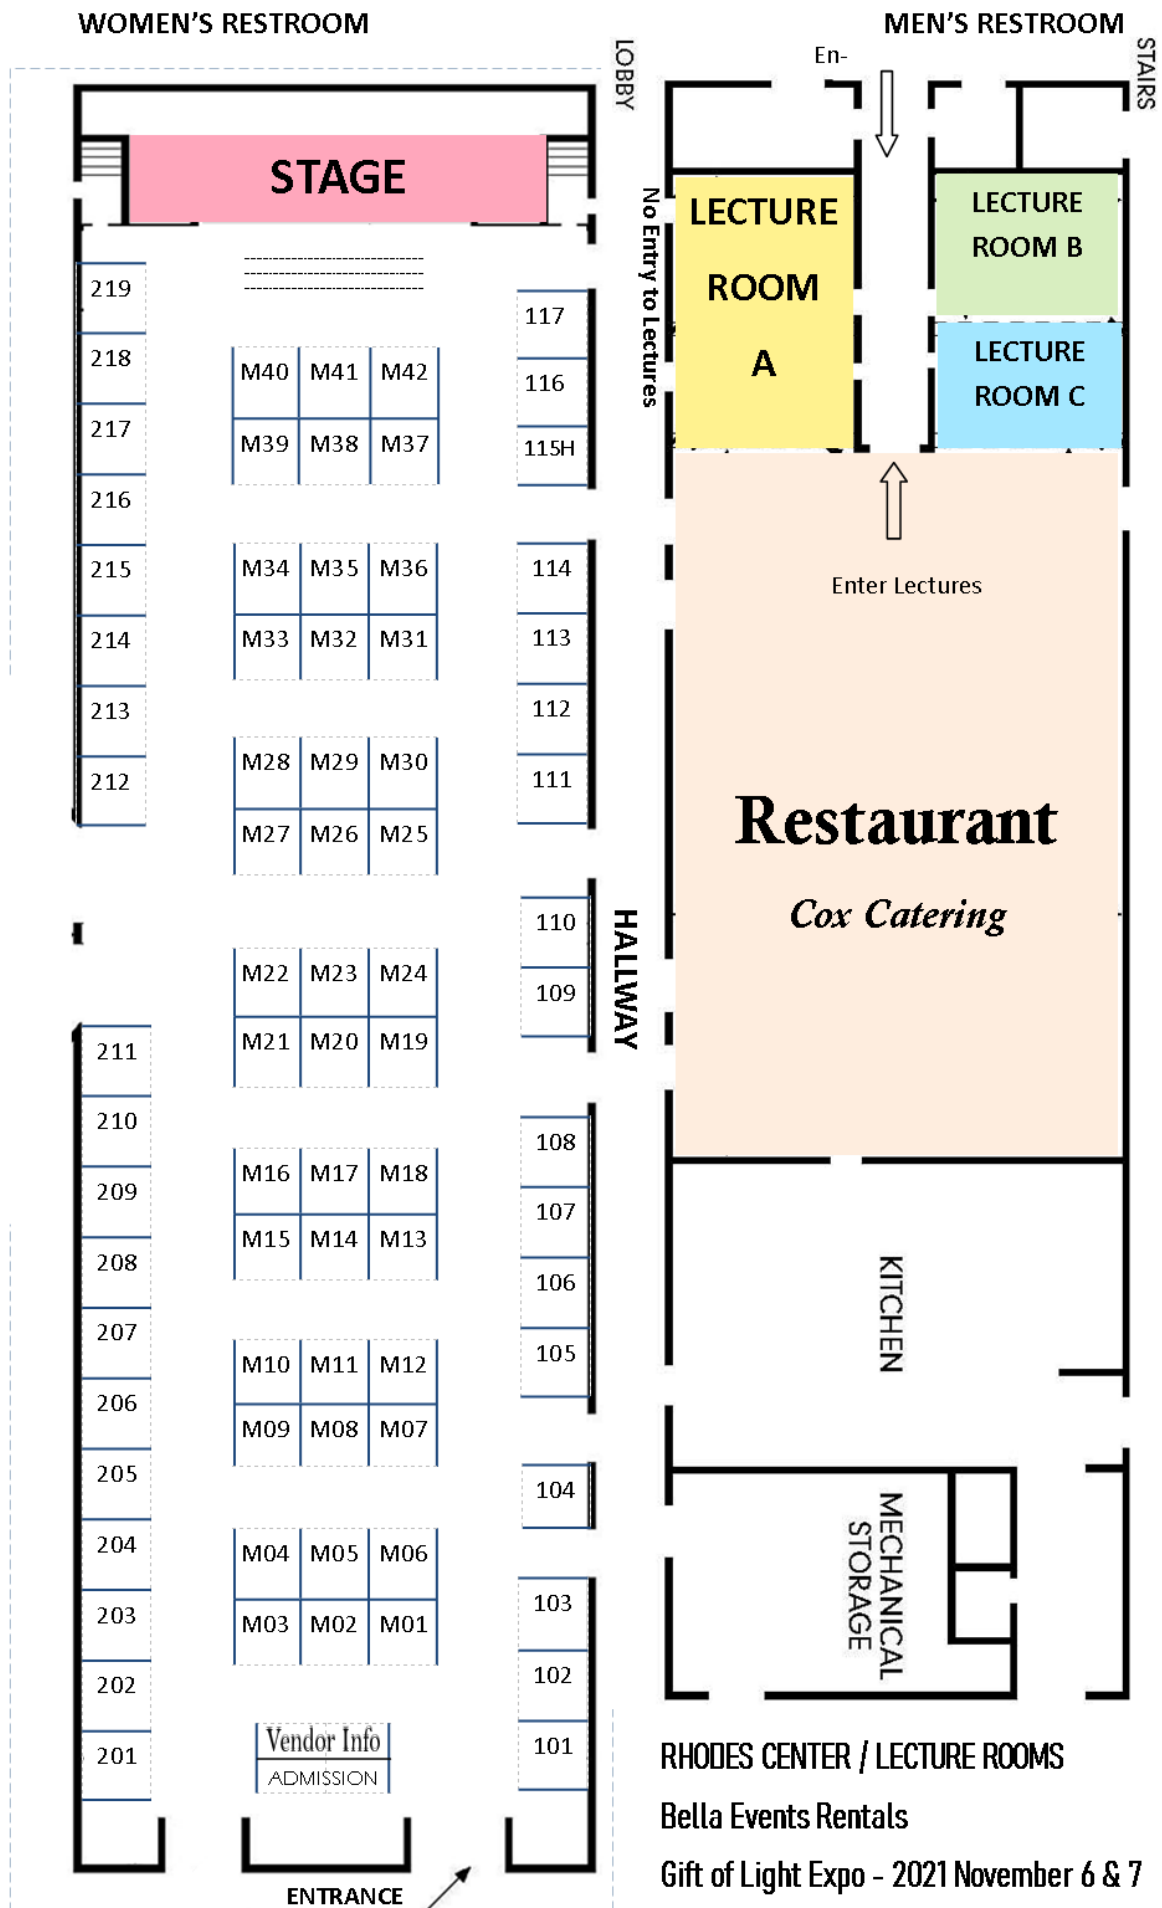 WOMEN'S RESTROOM
MEN'S RESTROOM
LOBBY
En-
STAIRS
STAGE
No Entry to Lectures
LECTURE
ROOM
A
LECTURE
ROOM B
LECTURE
ROOM C
219
218
217
216
215
214
213
212
211
210
209
208
207
206
205
204
203
202
201
M40 M41 M42
M39 M38 M37
M34 M35 M36
M33 M32 M31
M28 M29 M30
M27 M26 M25
M22 M23 M24
M21 M20 M19
M16 M17 M18
M15 M14 M13
M10 M11 M12
M09 M08 M07
M04 M05 M06
M03 M02 M01
Vendor Info
ADMISSION
117
116
115H
114
113
112
111
110
109
108
107
106
105
104
103
102
101
HALLWAY
Enter Lectures
Restaurant
Cox Catering
KITCHEN
MECHANICAL
STORAGE
ENTRANCE
RHODES CENTER / LECTURE ROOMS
Bella Events Rentals
Gift of Light Expo - 2021 November 6 & 7